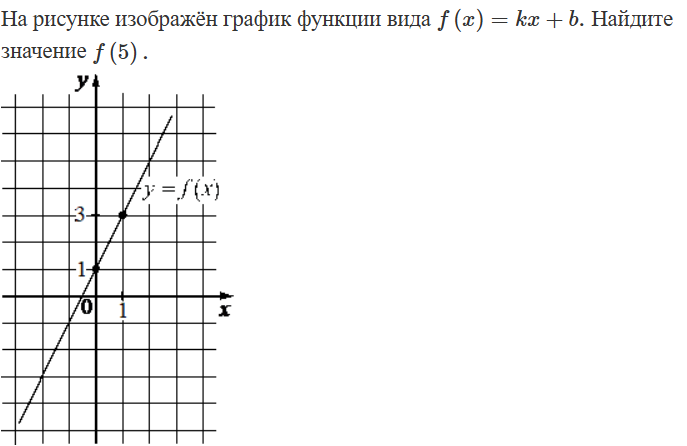 На рисунке изображён график функции вида f (x) = kx + b. Найдите
значение f (5) .
y
y = f(x)
3
1
0
1
x